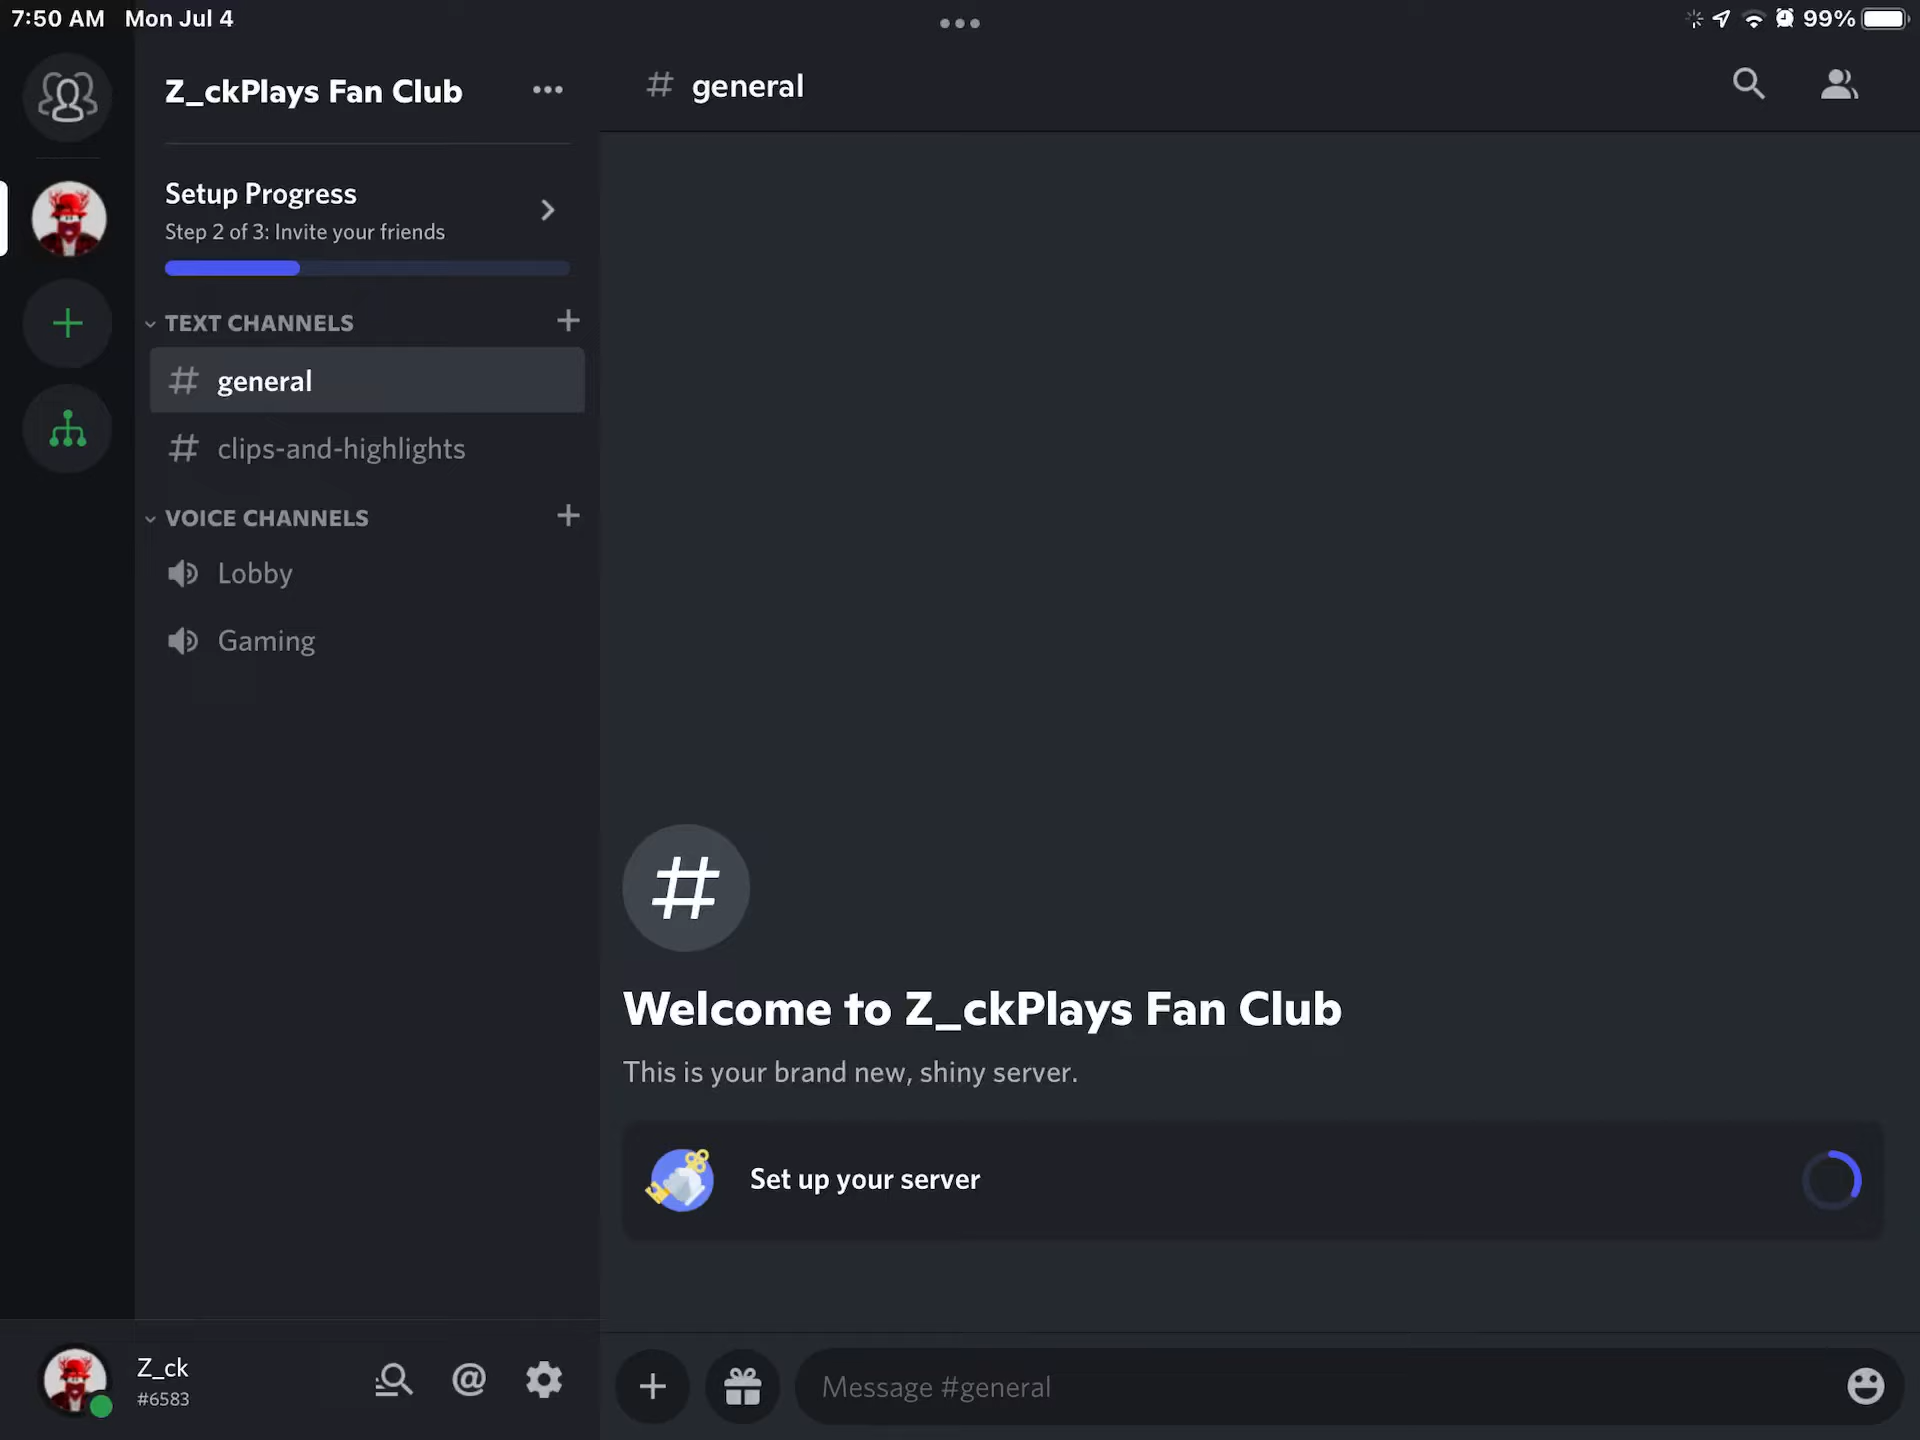 7:50 AM Mon Jul 4
99%
Z_ckPlays Fan Club
Setup Progress
Step 2 of 3: Invite your friends
TEXT CHANNELS
general
clips-and-highlights
VOICE CHANNELS
Lobby
Gaming
Z_ck
#6583
# general
Welcome to Z_ckPlays Fan Club
This is your brand new, shiny server.
Set up your server
Message #general